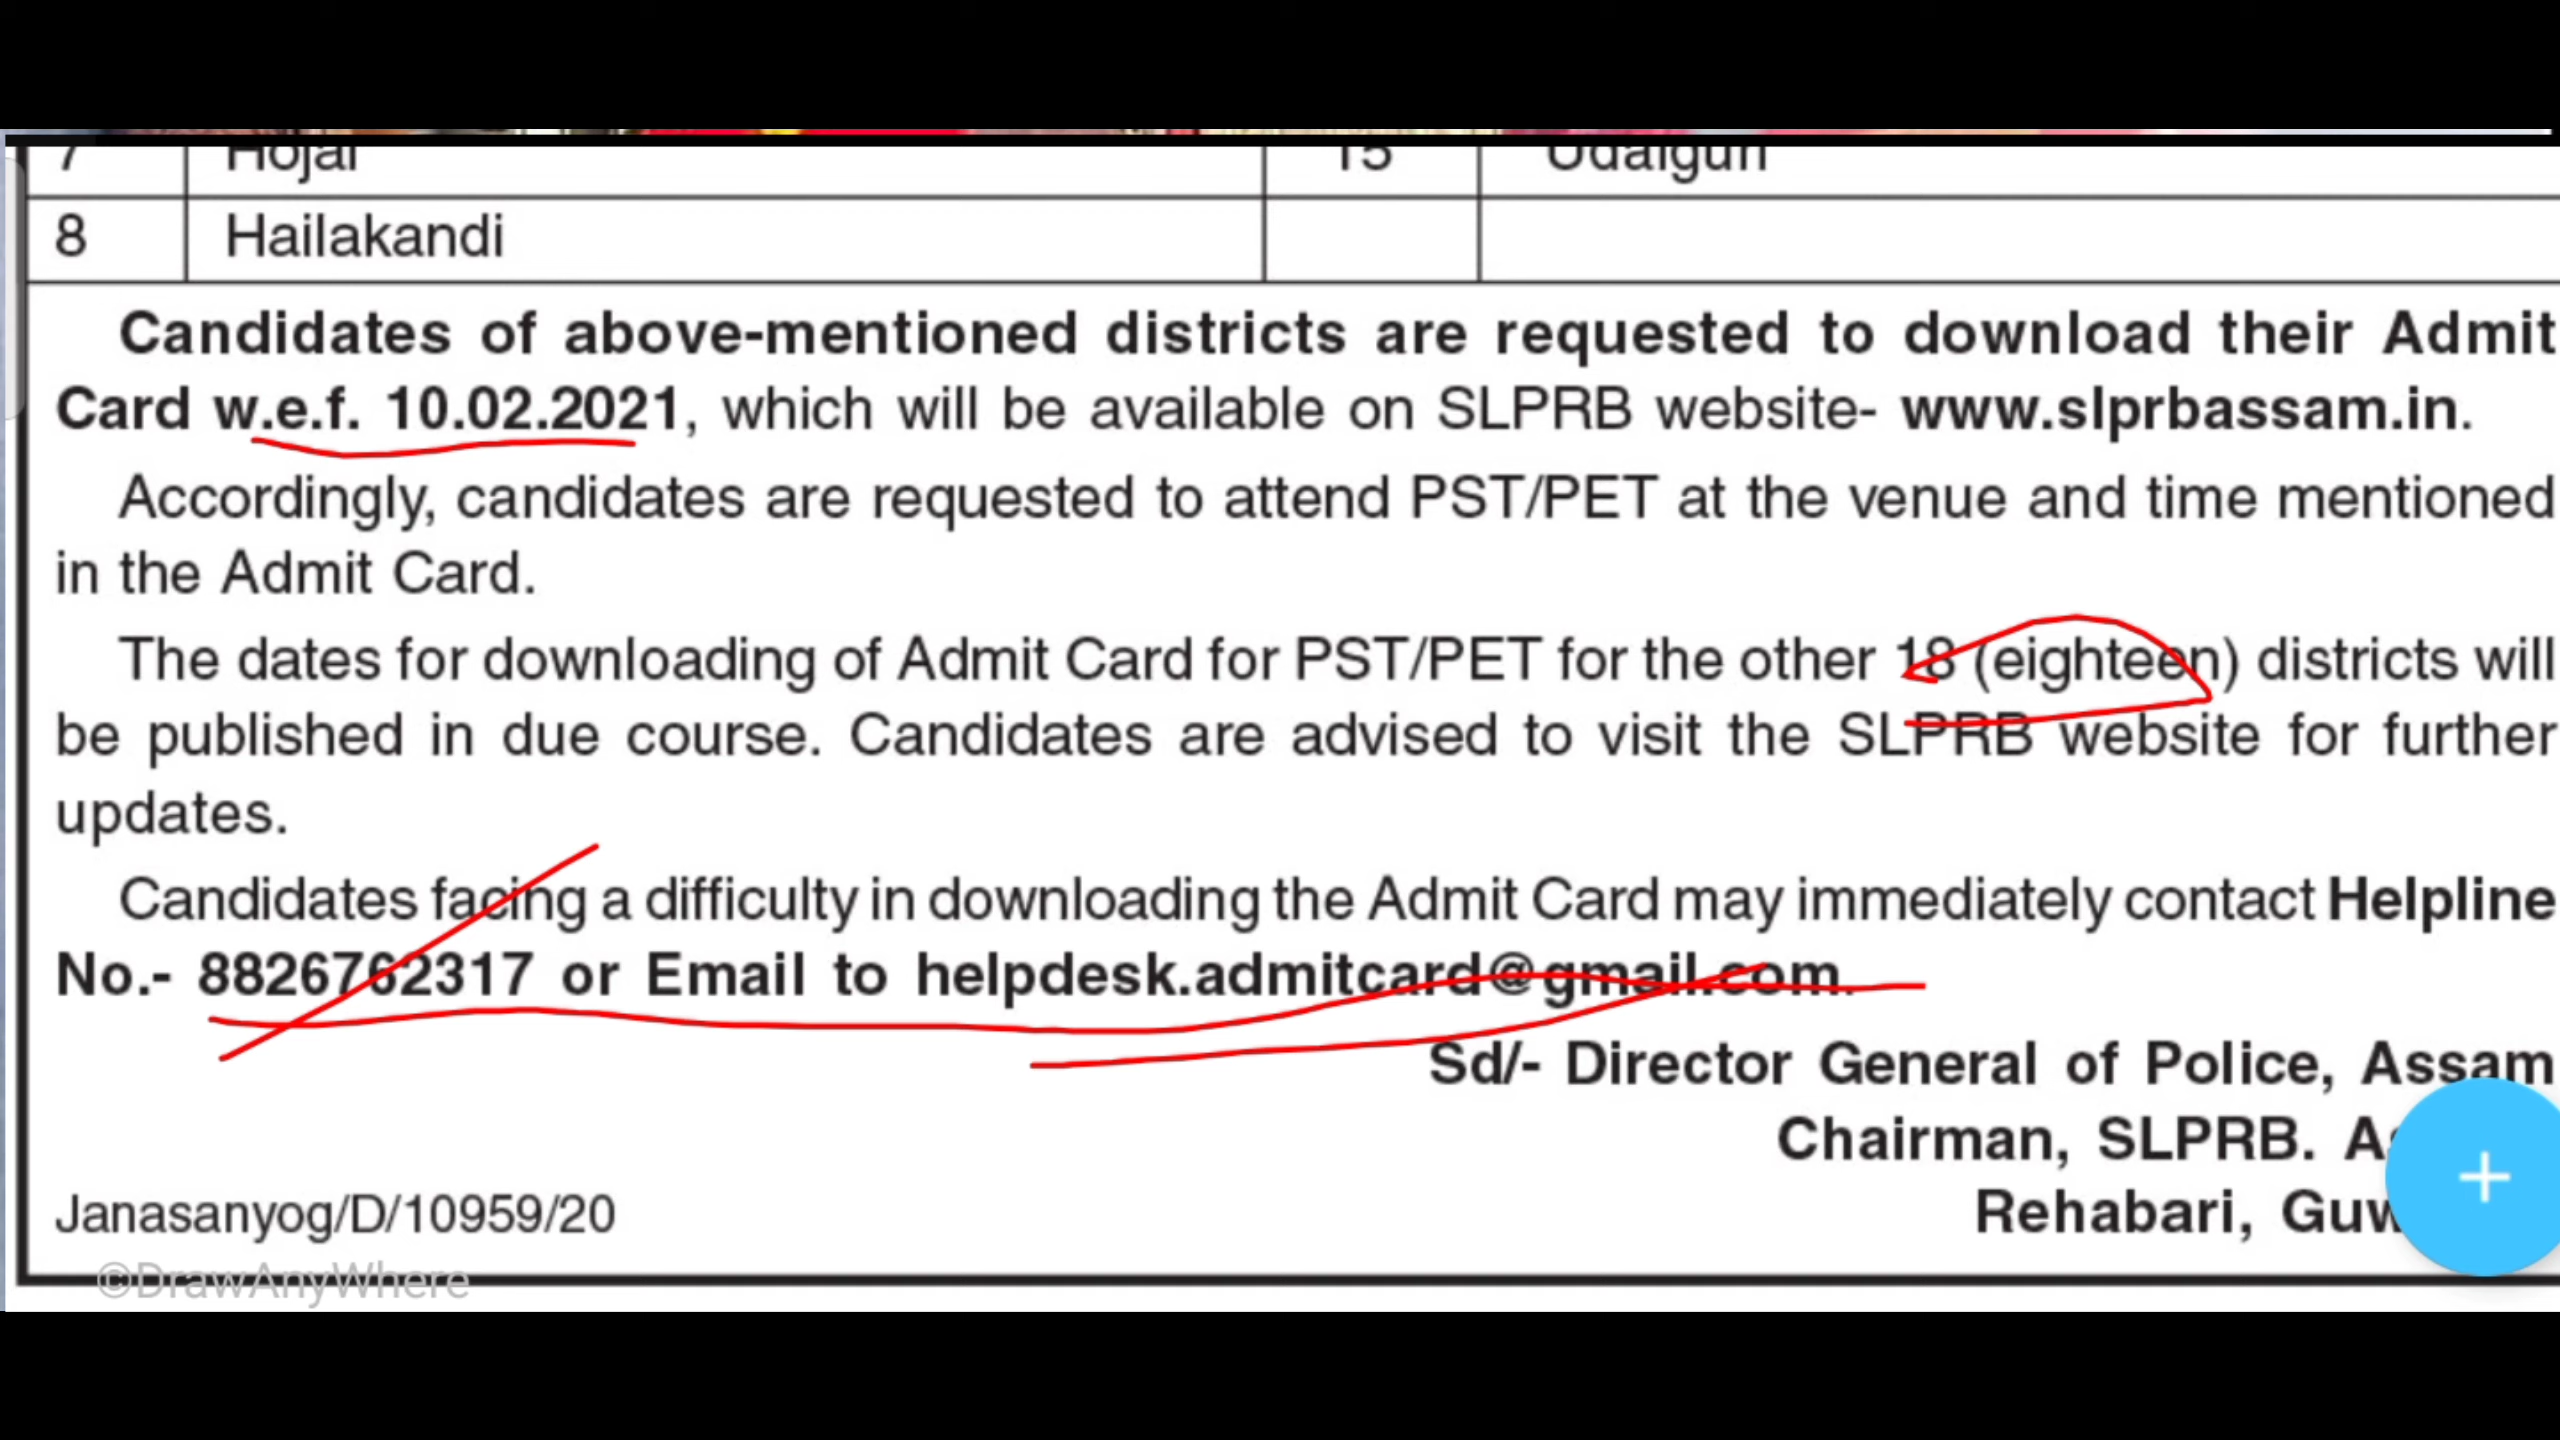 7 Hojai 15 Udalguri
8 Hailakandi
Candidates of above-mentioned districts are requested to download their Admit
Card w.e.f. 10.02.2021, which will be available on SLPRB website- www.slprbassam.in.
Accordingly, candidates are requested to attend PST/PET at the venue and time mentioned
in the Admit Card.
The dates for downloading of Admit Card for PST/PET for the other 18 (eighteen) districts will
be published in due course. Candidates are advised to visit the SLPRB website for further
updates.
Candidates facing a difficulty in downloading the Admit Card may immediately contact Helpline
No.- 8826762317 or Email to helpdesk.admitcard@gmail.com.
Sd/- Director General of Police, Assam
Chairman, SLPRB.
Rehabari,
Janasanyog/D/10959/20
©DrawAnyWhere